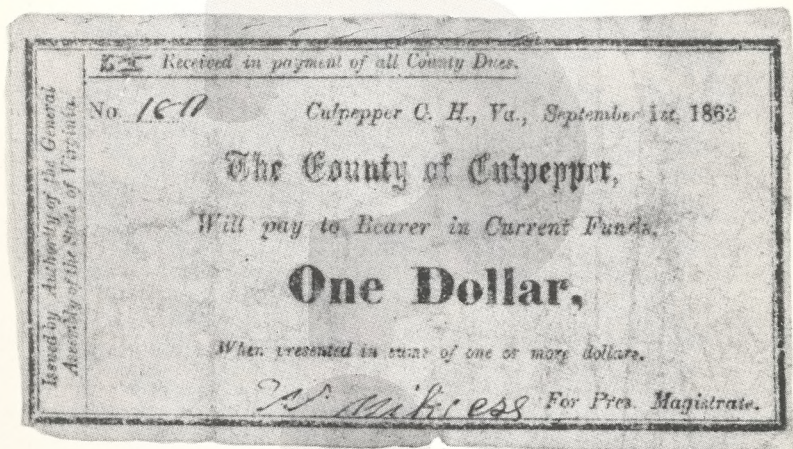 Received in payment of all County Dues.
No.
Culpepper C. H., Va., September 1st, 1862
The County of Culpepper,
Will pay to Bearer in Current Funds,
One Dollar,
When presented in sums of one or more dollars.
For Pres. Magistrate.
Issued by Authority of the General
Assembly of the State of Virginia.